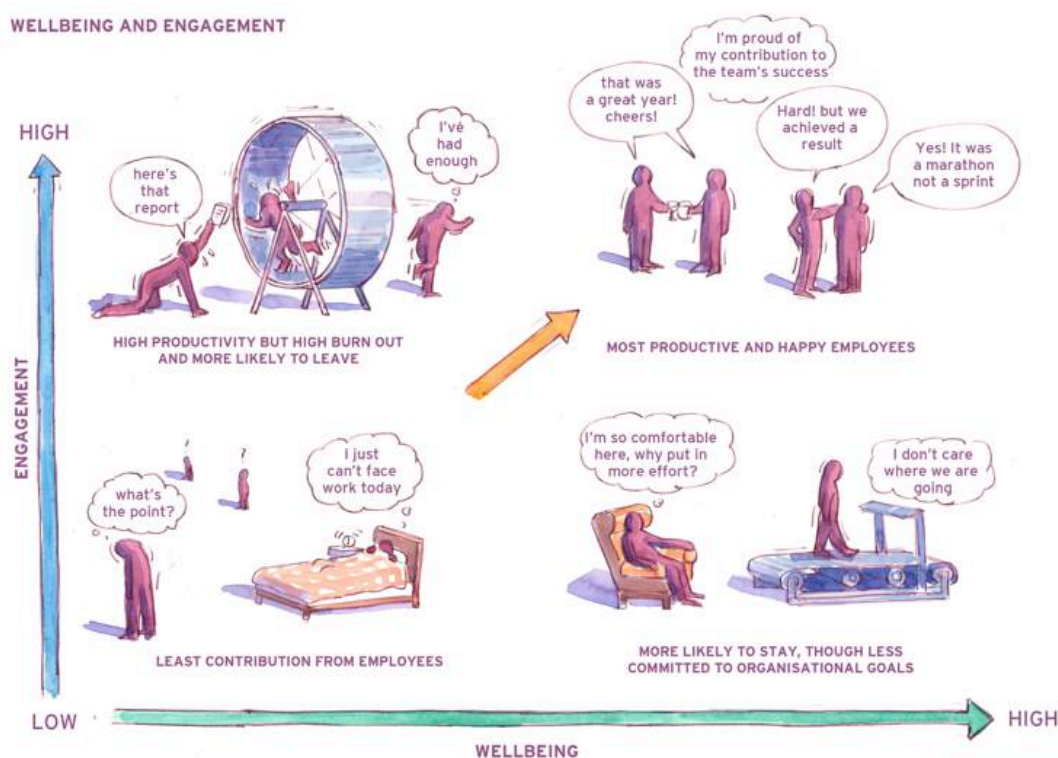 WELLBEING AND ENGAGEMENT
I'm proud of
my contribution to
the team's success
that was
a great year!
cheers!
HIGH
I've
had
enough
Hard! but we
achieved a
result
here's
that
report
Yes! It was
a marathon
not a sprint
HIGH PRODUCTIVITY BUT HIGH BURN OUT
AND MORE LIKELY TO LEAVE
MOST PRODUCTIVE AND HAPPY EMPLOYEES
ENGAGEMENT
?
?
I just
can't face
work today
what's
the point?
I'm so comfortable
here, why put in
more effort?
I don't care
where we are
going
LEAST CONTRIBUTION FROM EMPLOYEES
MORE LIKELY TO STAY, THOUGH LESS
COMMITTED TO ORGANISATIONAL GOALS
LOW
HIGH
WELLBEING